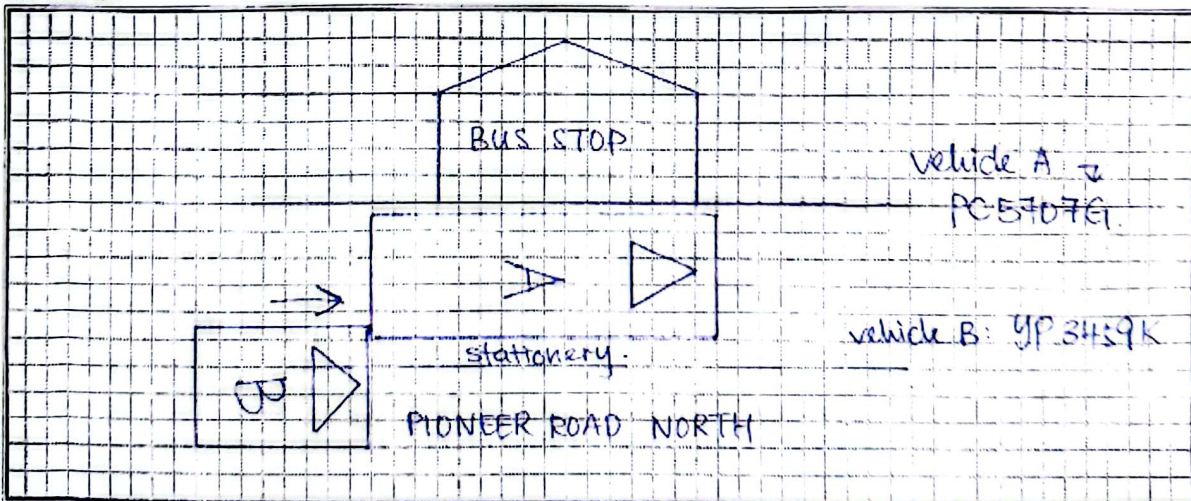 BUS STOP
vehicle A
PC5707G.
A
stationery.
vehicle B: YP3459K
B
PIONEER ROAD NORTH